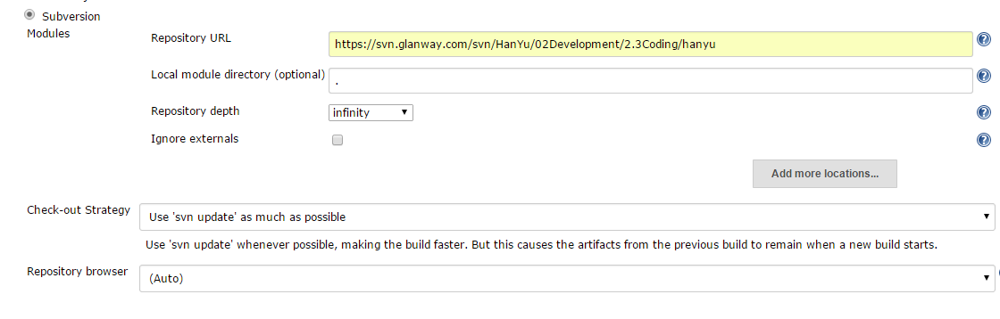 Subversion
Modules
Repository URL
https://svn.glanway.com/svn/HanYu/02Development/2.3Coding/hanyu
Local module directory (optional)
.
Repository depth
infinity
Ignore externals
Add more locations...
Check-out Strategy
Use 'svn update' as much as possible
Use 'svn update' whenever possible, making the build faster. But this causes the artifacts from the previous build to remain when a new build starts.
Repository browser
(Auto)